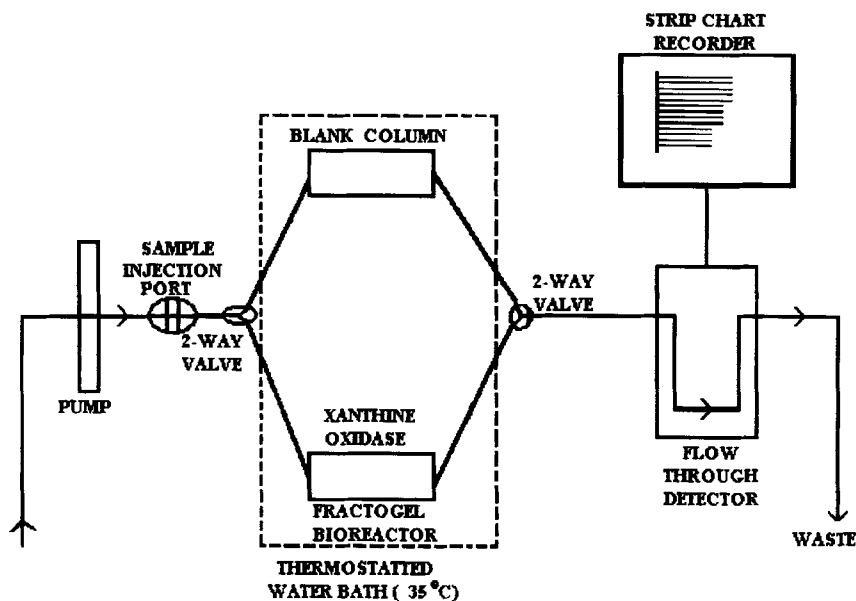 STRIP CHART
RECORDER
BLANK COLUMN
SAMPLE
INJECTION
PORT
2-WAY
VALVE
2-WAY
VALVE
PUMP
XANTHINE
OXIDASE
FRACTOGEL
BIOREACTOR
FLOW
THROUGH
DETECTOR
WASTE
THERMOSTATTED
WATER BATH ( 35 °C)